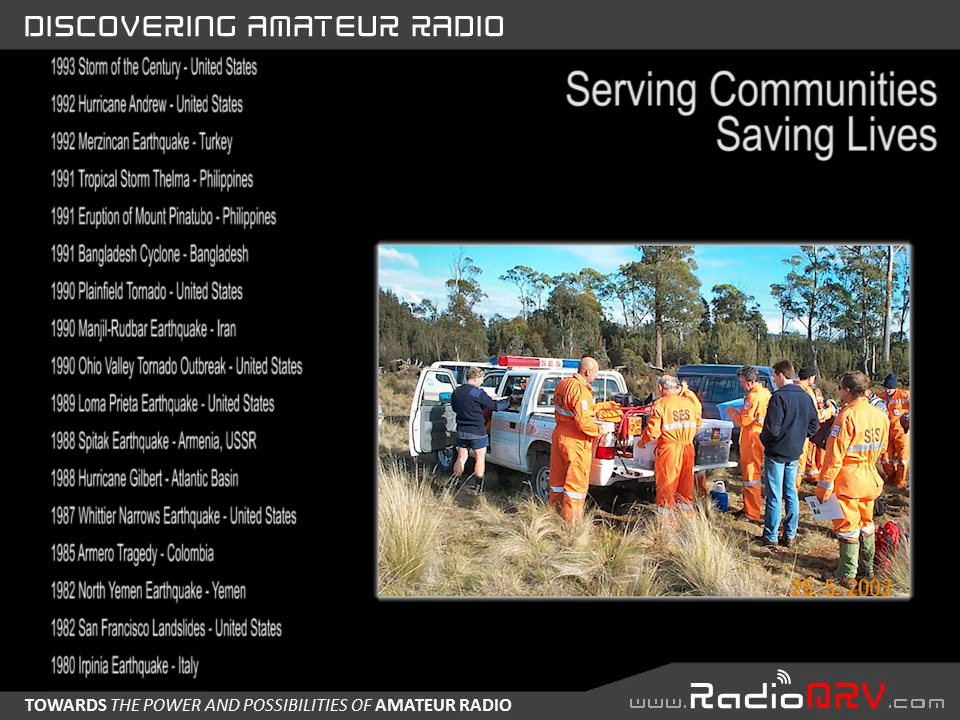 DISCOVERING AMATEUR RADIO
1993 Storm of the Century - United States
1992 Hurricane Andrew - United States
1992 Merzincan Earthquake - Turkey
1991 Tropical Storm Thelma - Philippines
1991 Eruption of Mount Pinatubo - Philippines
1991 Bangladesh Cyclone - Bangladesh
1990 Plainfield Tornado - United States
1990 Manjil-Rudbar Earthquake - Iran
1990 Ohio Valley Tornado Outbreak - United States
1989 Loma Prieta Earthquake - United States
1988 Spitak Earthquake - Armenia, USSR
1988 Hurricane Gilbert - Atlantic Basin
1987 Whittier Narrows Earthquake - United States
1985 Armero Tragedy - Colombia
1982 North Yemen Earthquake - Yemen
1982 San Francisco Landslides - United States
1980 Irpinia Earthquake - Italy
Serving Communities
Saving Lives
SES
SES
SES
25. 5. 2003
TOWARDS THE POWER AND POSSIBILITIES OF AMATEUR RADIO
www.RadioQRV.com